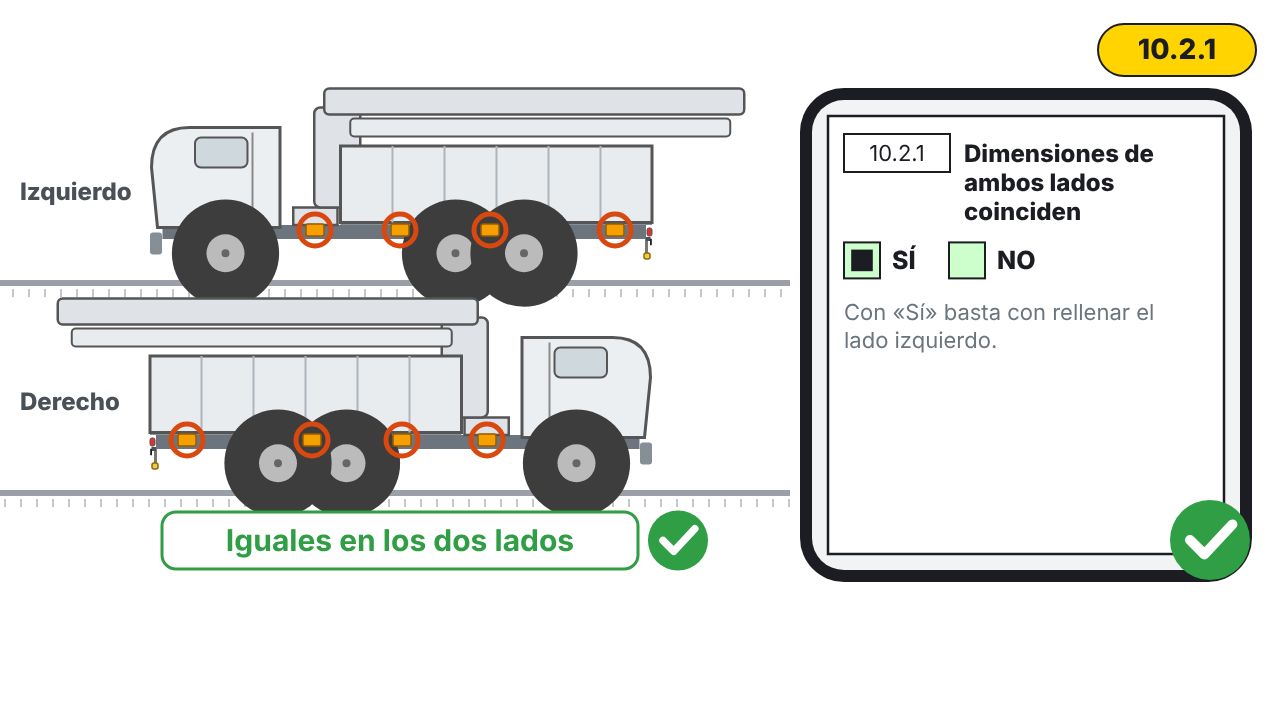 10.2.1
Izquierdo
10.2.1
Dimensiones de
ambos lados
coinciden
SÍ
NO
Con «Sí» basta con rellenar el
lado izquierdo.
Derecho
Iguales en los dos lados